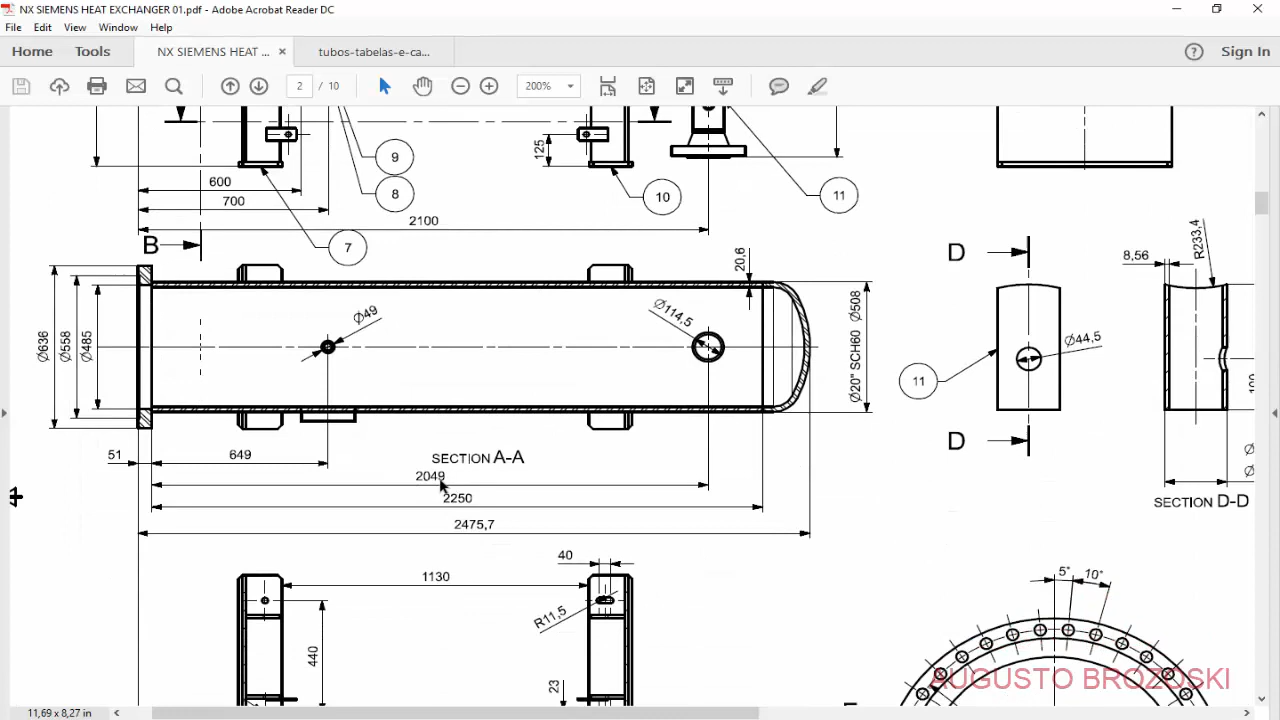 NX SIEMENS HEAT EXCHANGER 01.pdf - Adobe Acrobat Reader DC
File Edit View Window Help
Home Tools NX SIEMENS HEAT ... × tubos-tabelas-e-ca... ? Sign In
2 / 10 200%
9
8
125
10
11
600
700
2100
7
B
20,6
D
8,56
R233,4
Ø636
Ø558
Ø485
Ø49
Ø114,5
Ø20" SCH60 Ø508
Ø44,5
11
51
649
SECTION A-A
D
2049
2250
2475,7
SECTION D-D
40
1130
5°
10°
R11,5
440
23
AUGUSTO BROZOSKI
11,69 x 8,27 in